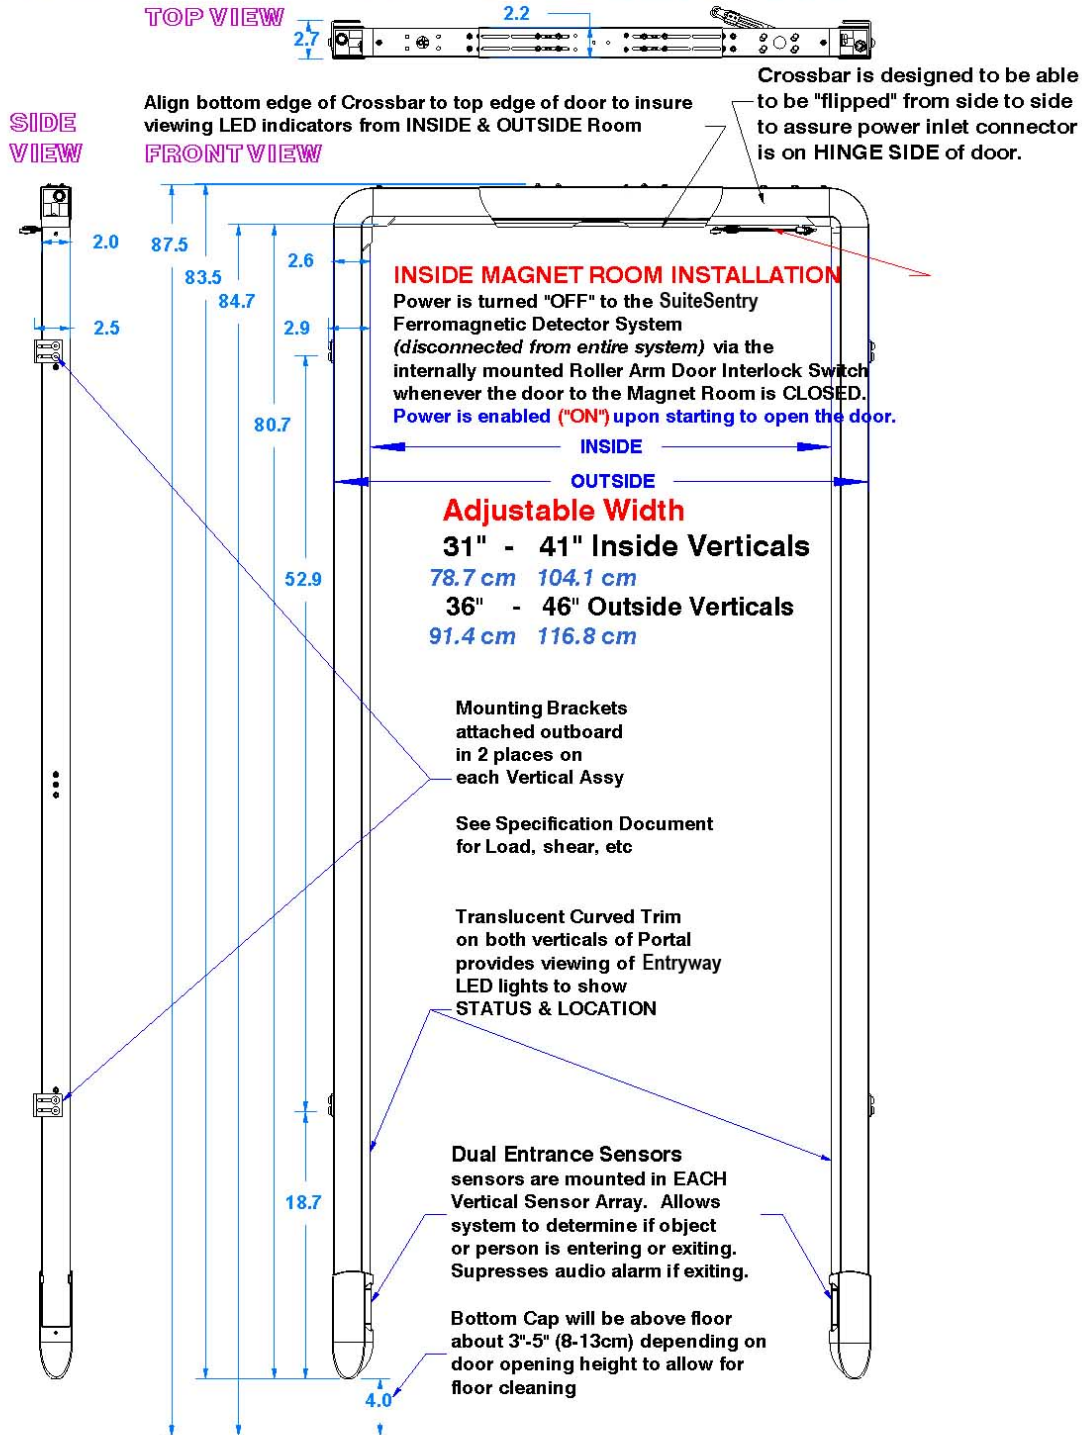 TOP VIEW
2.2
2.7
Crossbar is designed to be able
to be "flipped" from side to side
to assure power inlet connector
is on HINGE SIDE of door.
Align bottom edge of Crossbar to top edge of door to insure
viewing LED indicators from INSIDE & OUTSIDE Room
SIDE
VIEW
FRONT VIEW
2.0
87.5
83.5
84.7
2.6
2.5
2.9
80.7
INSIDE MAGNET ROOM INSTALLATION
Power is turned "OFF" to the SuiteSentry
Ferromagnetic Detector System
(disconnected from entire system) via the
internally mounted Roller Arm Door Interlock Switch
whenever the door to the Magnet Room is CLOSED.
Power is enabled ("ON") upon starting to open the door.
INSIDE
OUTSIDE
Adjustable Width
31" - 41" Inside Verticals
78.7 cm 104.1 cm
36" - 46" Outside Verticals
91.4 cm 116.8 cm
52.9
Mounting Brackets
attached outboard
in 2 places on
each Vertical Assy
See Specification Document
for Load, shear, etc
Translucent Curved Trim
on both verticals of Portal
provides viewing of Entryway
LED lights to show
STATUS & LOCATION
18.7
Dual Entrance Sensors
sensors are mounted in EACH
Vertical Sensor Array. Allows
system to determine if object
or person is entering or exiting.
Supresses audio alarm if exiting.
Bottom Cap will be above floor
about 3"-5" (8-13cm) depending on
door opening height to allow for
floor cleaning
4.0